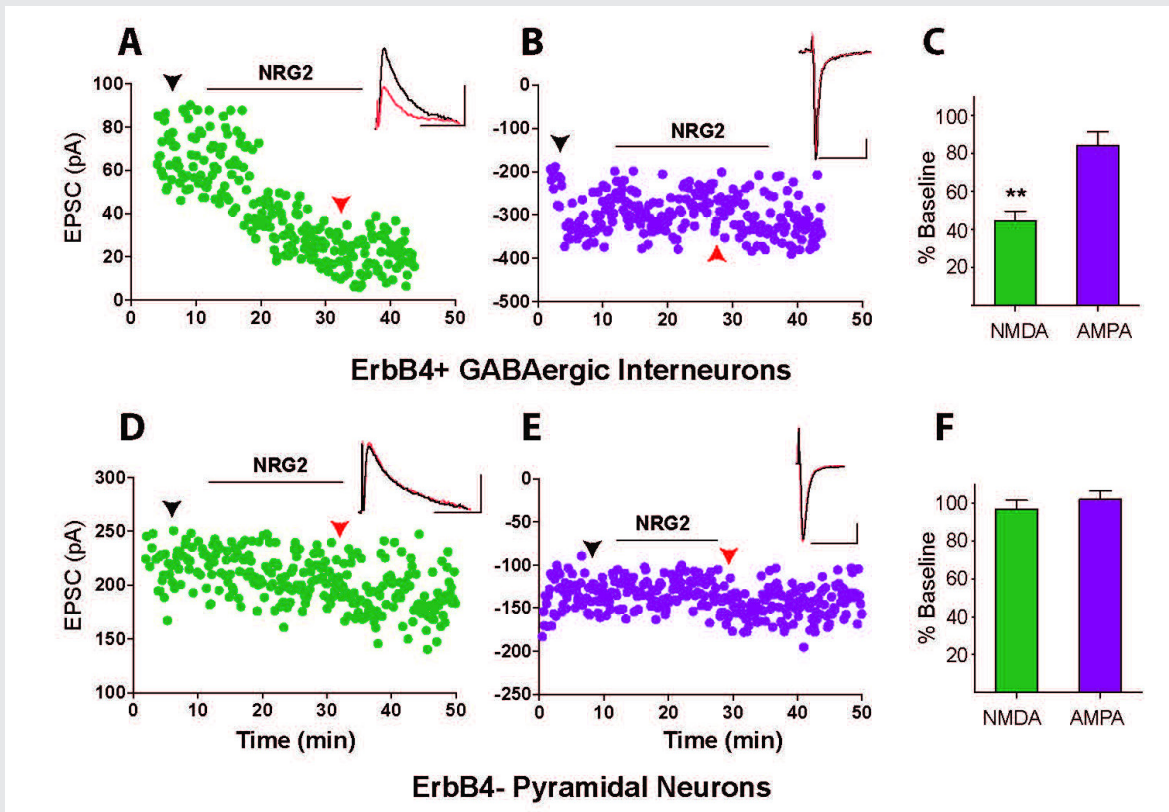 A
B
C
NRG2
EPSC (pA)
100
80
60
40
20
0
0 10 20 30 40 50
NRG2
0
-100
-200
-300
-400
-500
0 10 20 30 40 50
% Baseline
100
80
60
40
20
**
NMDA AMPA
ErbB4+ GABAergic Interneurons
D
E
F
NRG2
EPSC (pA)
300
250
200
150
100
0 10 20 30 40 50
Time (min)
NRG2
0
-50
-100
-150
-200
-250
0 10 20 30 40 50
Time (min)
% Baseline
100
80
60
40
20
NMDA AMPA
ErbB4- Pyramidal Neurons